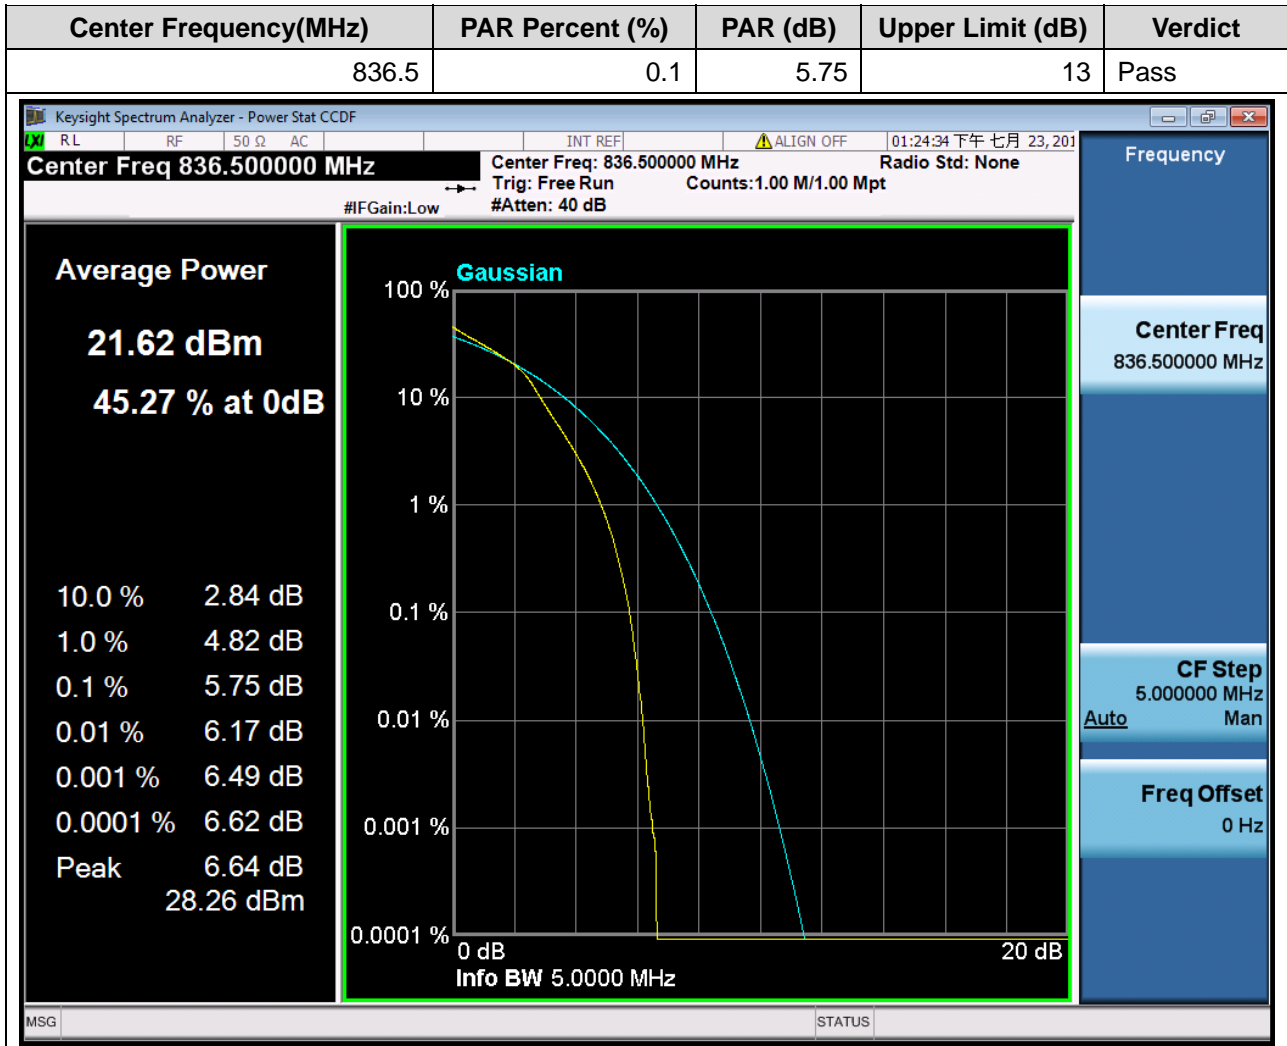 Center Frequency(MHz) PAR Percent (%) PAR (dB) Upper Limit (dB) Verdict
836.5 0.1 5.75 13 Pass
Keysight Spectrum Analyzer - Power Stat CCDF
LXI RL RF 50 Ω AC INT REF ALIGN OFF 01:24:34 下午 七月 23, 201
Center Freq 836.500000 MHz
#IFGain:Low
Center Freq: 836.500000 MHz Radio Std: None
Trig: Free Run Counts:1.00 M/1.00 Mpt
#Atten: 40 dB
Average Power
21.62 dBm
45.27 % at 0dB
10.0 % 2.84 dB
1.0 % 4.82 dB
0.1 % 5.75 dB
0.01 % 6.17 dB
0.001 % 6.49 dB
0.0001 % 6.62 dB
Peak 6.64 dB
28.26 dBm
Gaussian
100 %
10 %
1 %
0.1 %
0.01 %
0.001 %
0.0001 %
0 dB 20 dB
Info BW 5.0000 MHz
Frequency
Center Freq
836.500000 MHz
CF Step
5.000000 MHz
Auto Man
Freq Offset
0 Hz
MSG STATUS